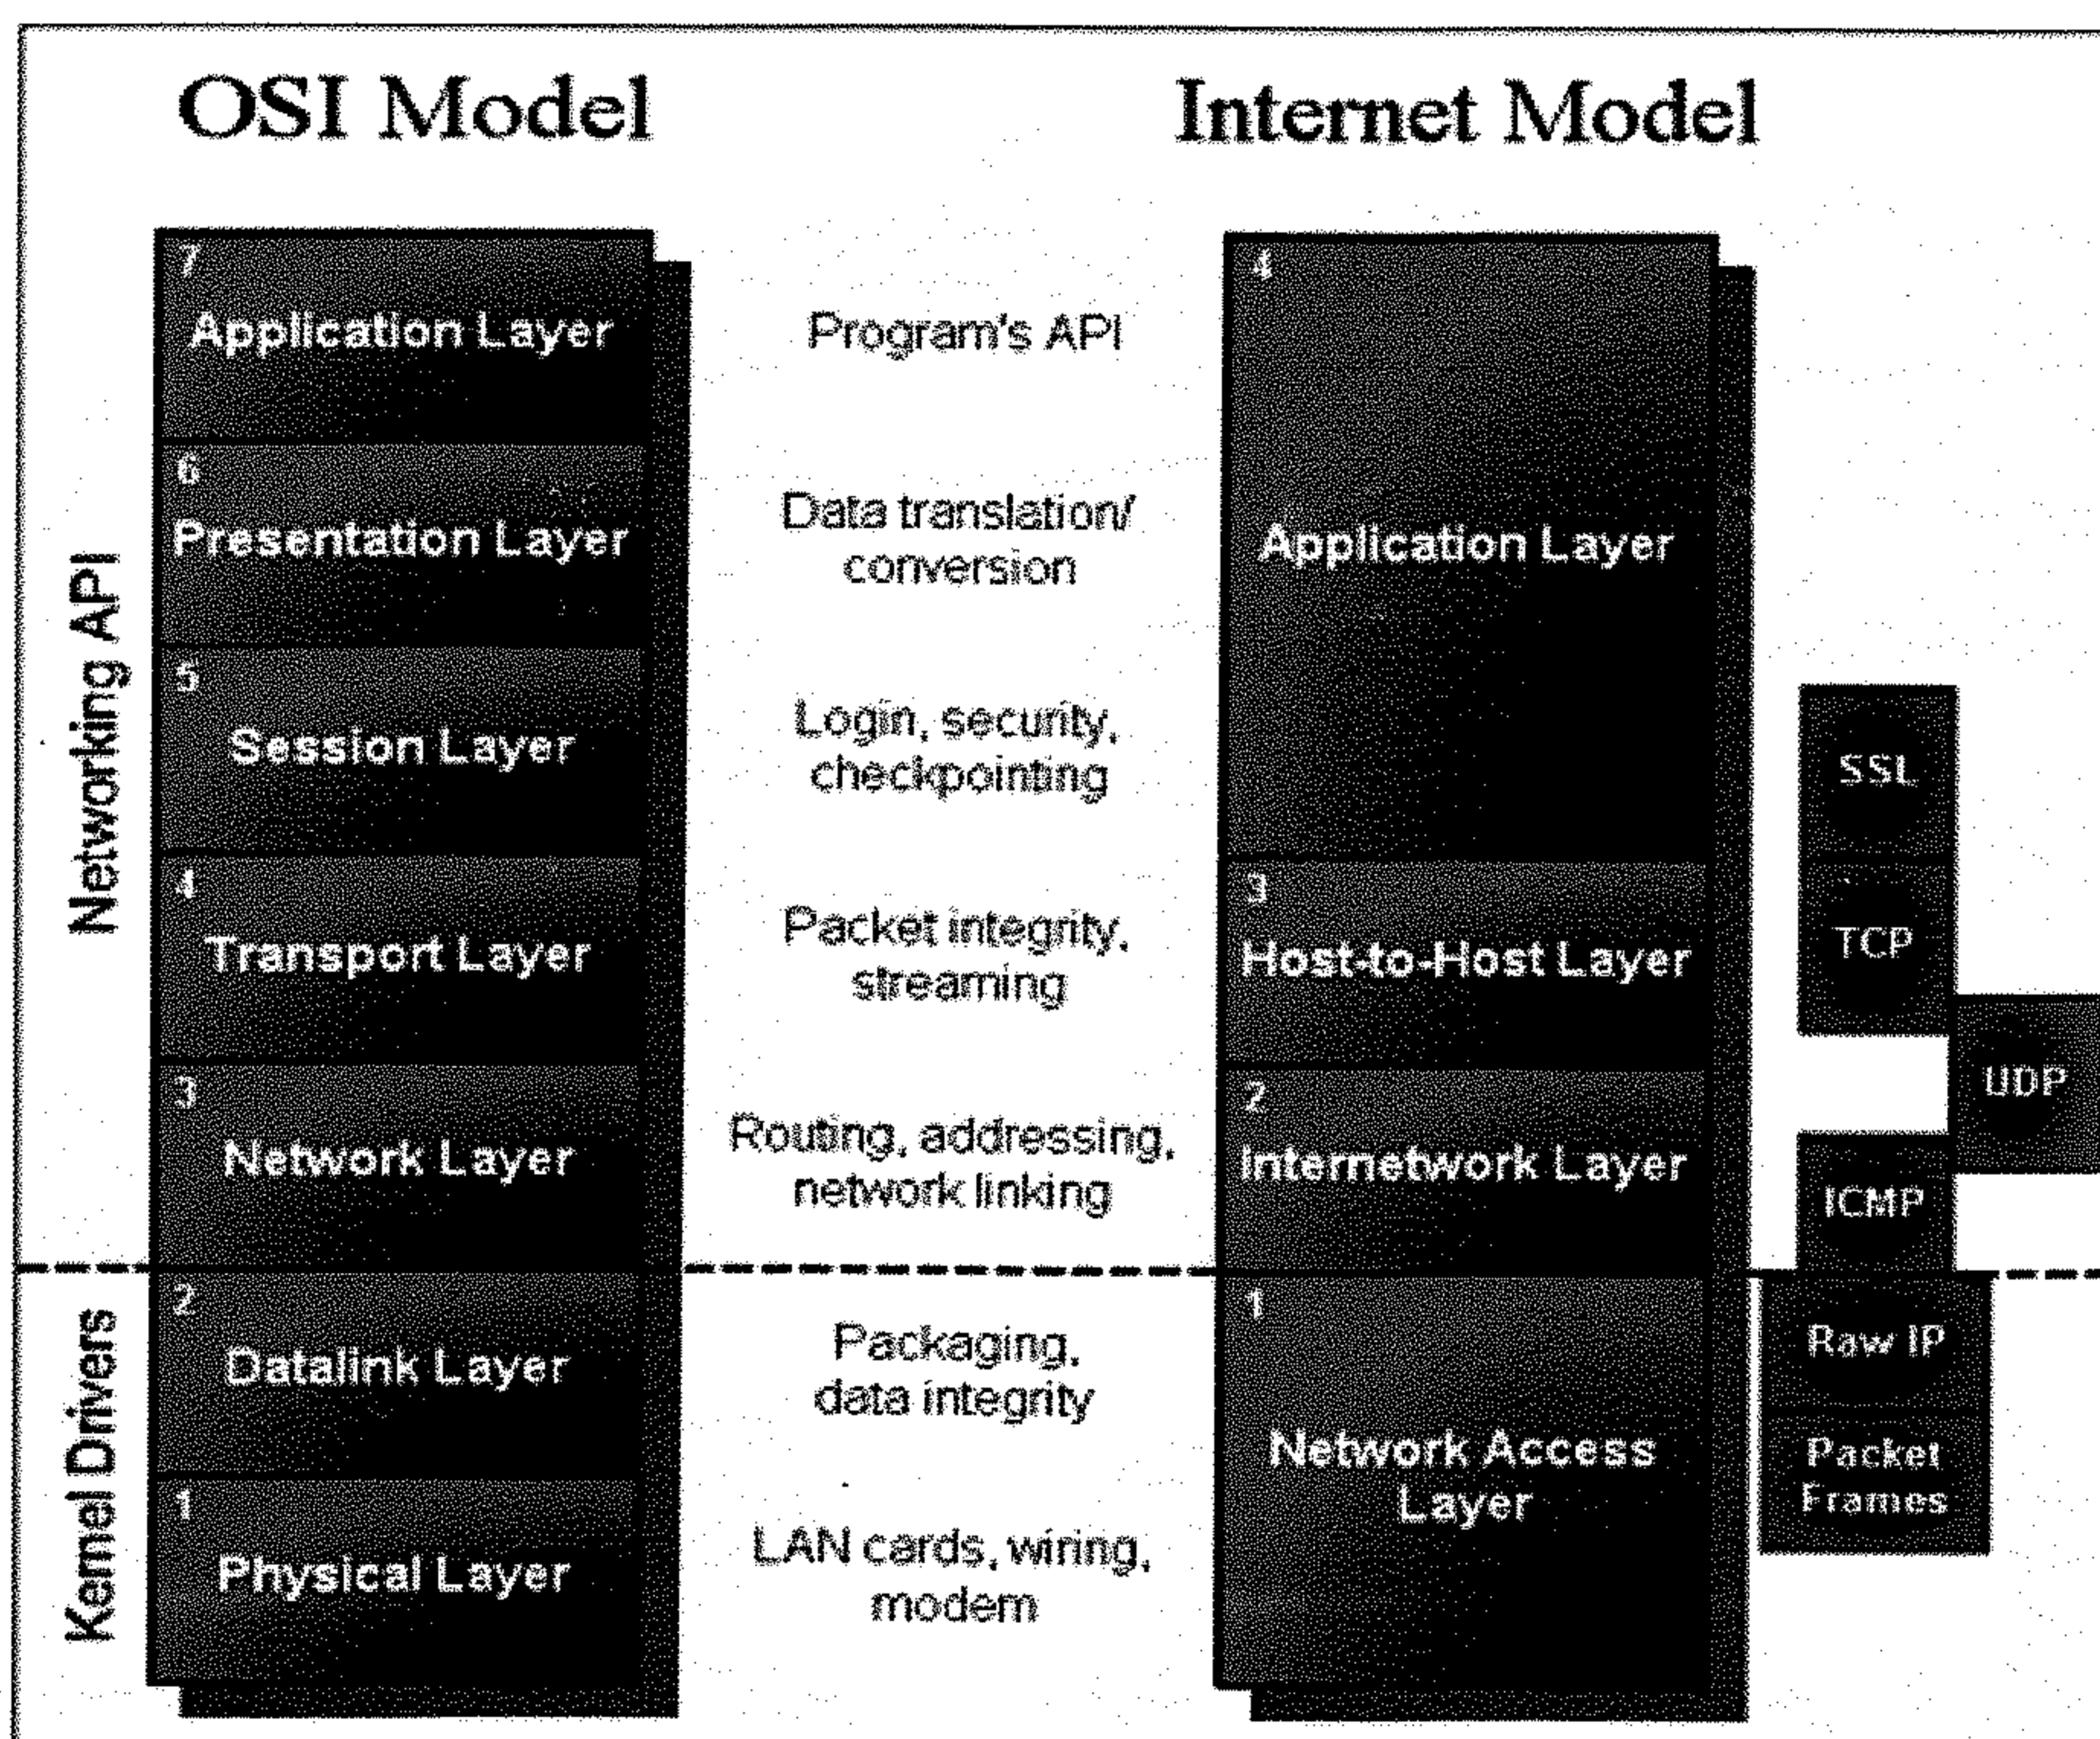 OSI Model
Internet Model
Networking API
Kernel Drivers
7
Application Layer
6
Presentation Layer
5
Session Layer
4
Transport Layer
3
Network Layer
2
Datalink Layer
1
Physical Layer
Program's API
Data translation/
conversion
Login, security,
checkpointing
Packet integrity,
streaming
Routing, addressing,
network linking
Packaging,
data integrity
LAN cards, wiring,
modem
4
Application Layer
3
Host-to-Host Layer
2
Internetwork Layer
1
Network Access
Layer
SSL
TCP
UDP
ICMP
Raw IP
Packet
Frames